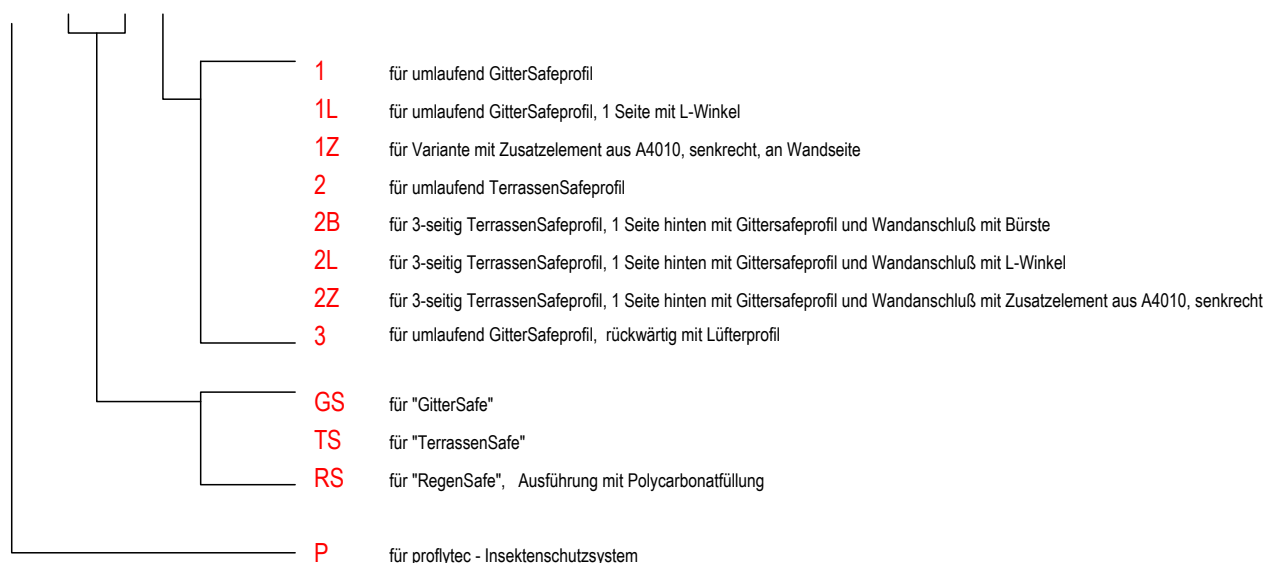 1 für umlaufend GitterSafeprofil
1L für umlaufend GitterSafeprofil, 1 Seite mit L-Winkel
1Z für Variante mit Zusatzelement aus A4010, senkrecht, an Wandseite
2 für umlaufend TerrassenSafeprofil
2B für 3-seitig TerrassenSafeprofil, 1 Seite hinten mit Gittersafeprofil und Wandanschluß mit Bürste
2L für 3-seitig TerrassenSafeprofil, 1 Seite hinten mit Gittersafeprofil und Wandanschluß mit L-Winkel
2Z für 3-seitig TerrassenSafeprofil, 1 Seite hinten mit Gittersafeprofil und Wandanschluß mit Zusatzelement aus A4010, senkrecht
3 für umlaufend GitterSafeprofil, rückwärtig mit Lüfterprofil
GS für "GitterSafe"
TS für "TerrassenSafe"
RS für "RegenSafe", Ausführung mit Polycarbonatfüllung
P für proflytec - Insektenschutzsystem